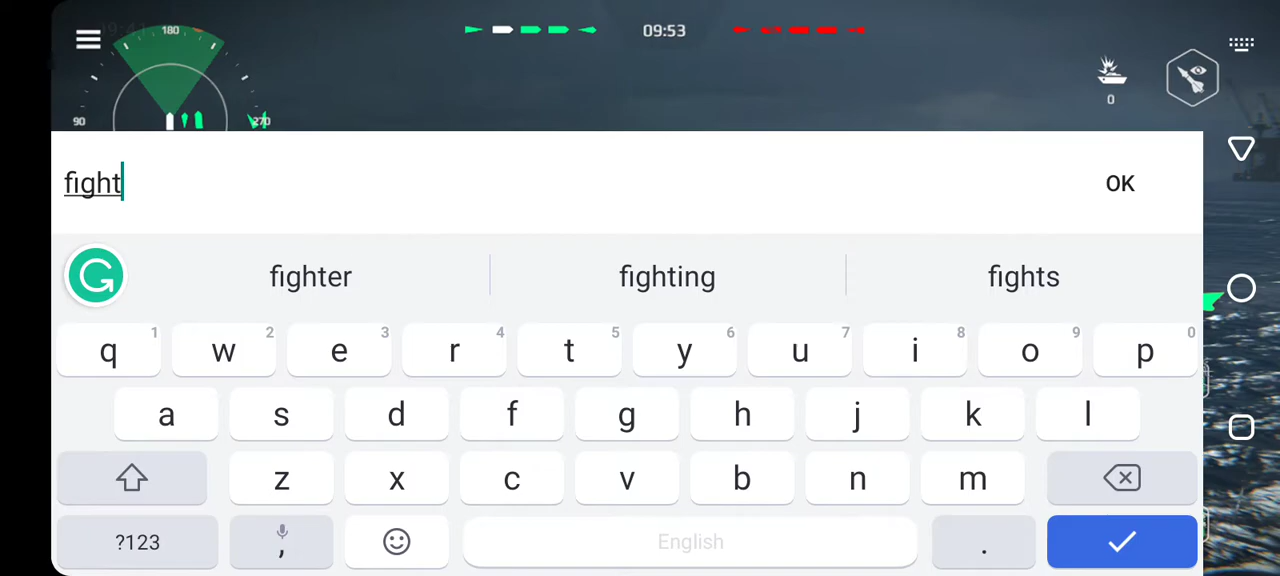 180
09:53
90
270
0
fight
OK
fighter fighting fights
q 1 w 2 e 3 r 4 t 5 y 6 u 7 i 8 o 9 p 0
a s d f g h j k l
z x c v b n m
?123 , English .